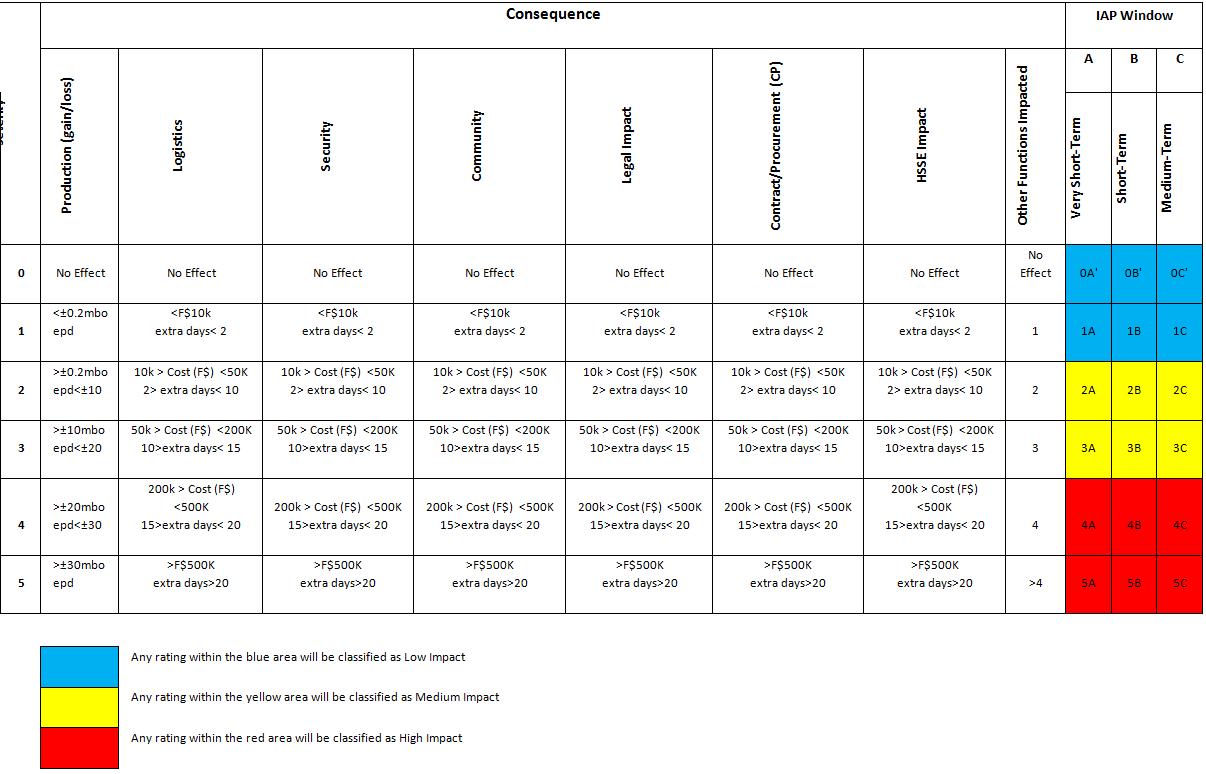 Consequence
IAP Window
Production (gain/loss)
Logistics
Security
Community
Legal Impact
Contract/Procurement (CP)
HSSE Impact
Other Functions Impacted
A
B
C
Very Short-Term
Short-Term
Medium-Term
0
No Effect
No Effect
No Effect
No Effect
No Effect
No Effect
No Effect
No
Effect
0A'
0B'
0C'
1
<±0.2mbo
epd
<F$10k
extra days< 2
<F$10k
extra days< 2
<F$10k
extra days< 2
<F$10k
extra days< 2
<F$10k
extra days< 2
<F$10k
extra days< 2
1
1A
1B
1C
2
>±0.2mbo
epd<±10
10k > Cost (F$) <50K
2> extra days< 10
10k > Cost (F$) <50K
2> extra days< 10
10k > Cost (F$) <50K
2> extra days< 10
10k > Cost (F$) <50K
2> extra days< 10
10k > Cost (F$) <50K
2> extra days< 10
10k > Cost (F$) <50K
2> extra days< 10
2
2A
2B
2C
3
>±10mbo
epd<±20
50k > Cost (F$) <200K
10>extra days< 15
50k > Cost (F$) <200K
10>extra days< 15
50k > Cost (F$) <200K
10>extra days< 15
50k > Cost (F$) <200K
10>extra days< 15
50k > Cost (F$) <200K
10>extra days< 15
50k > Cost (F$) <200K
10>extra days< 15
3
3A
3B
3C
4
>±20mbo
epd<±30
200k > Cost (F$)
<500K
15>extra days< 20
200k > Cost (F$) <500K
15>extra days< 20
200k > Cost (F$) <500K
15>extra days< 20
200k > Cost (F$) <500K
15>extra days< 20
200k > Cost (F$) <500K
15>extra days< 20
200k > Cost (F$)
<500K
15>extra days< 20
4
4A
4B
4C
5
>±30mbo
epd
>F$500K
extra days>20
>F$500K
extra days>20
>F$500K
extra days>20
>F$500K
extra days>20
>F$500K
extra days>20
>F$500K
extra days>20
>4
5A
5B
5C
Any rating within the blue area will be classified as Low Impact
Any rating within the yellow area will be classified as Medium Impact
Any rating within the red area will be classified as High Impact